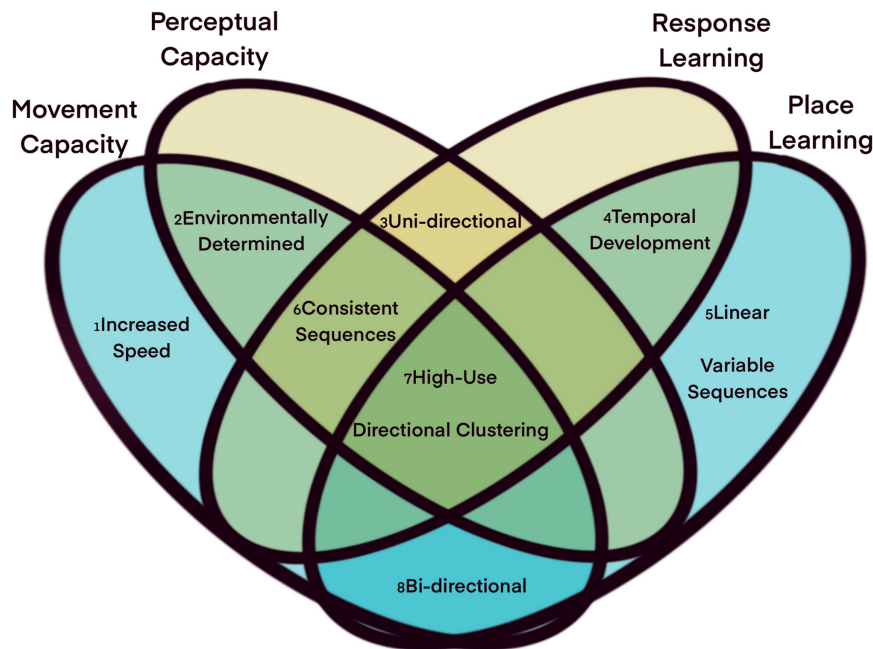 Perceptual
Capacity
Response
Learning
Movement
Capacity
Place
Learning
2Environmentally
Determined
3Uni-directional
4Temporal
Development
1Increased
Speed
6Consistent
Sequences
5Linear
Variable
Sequences
7High-Use
Directional Clustering
8Bi-directional